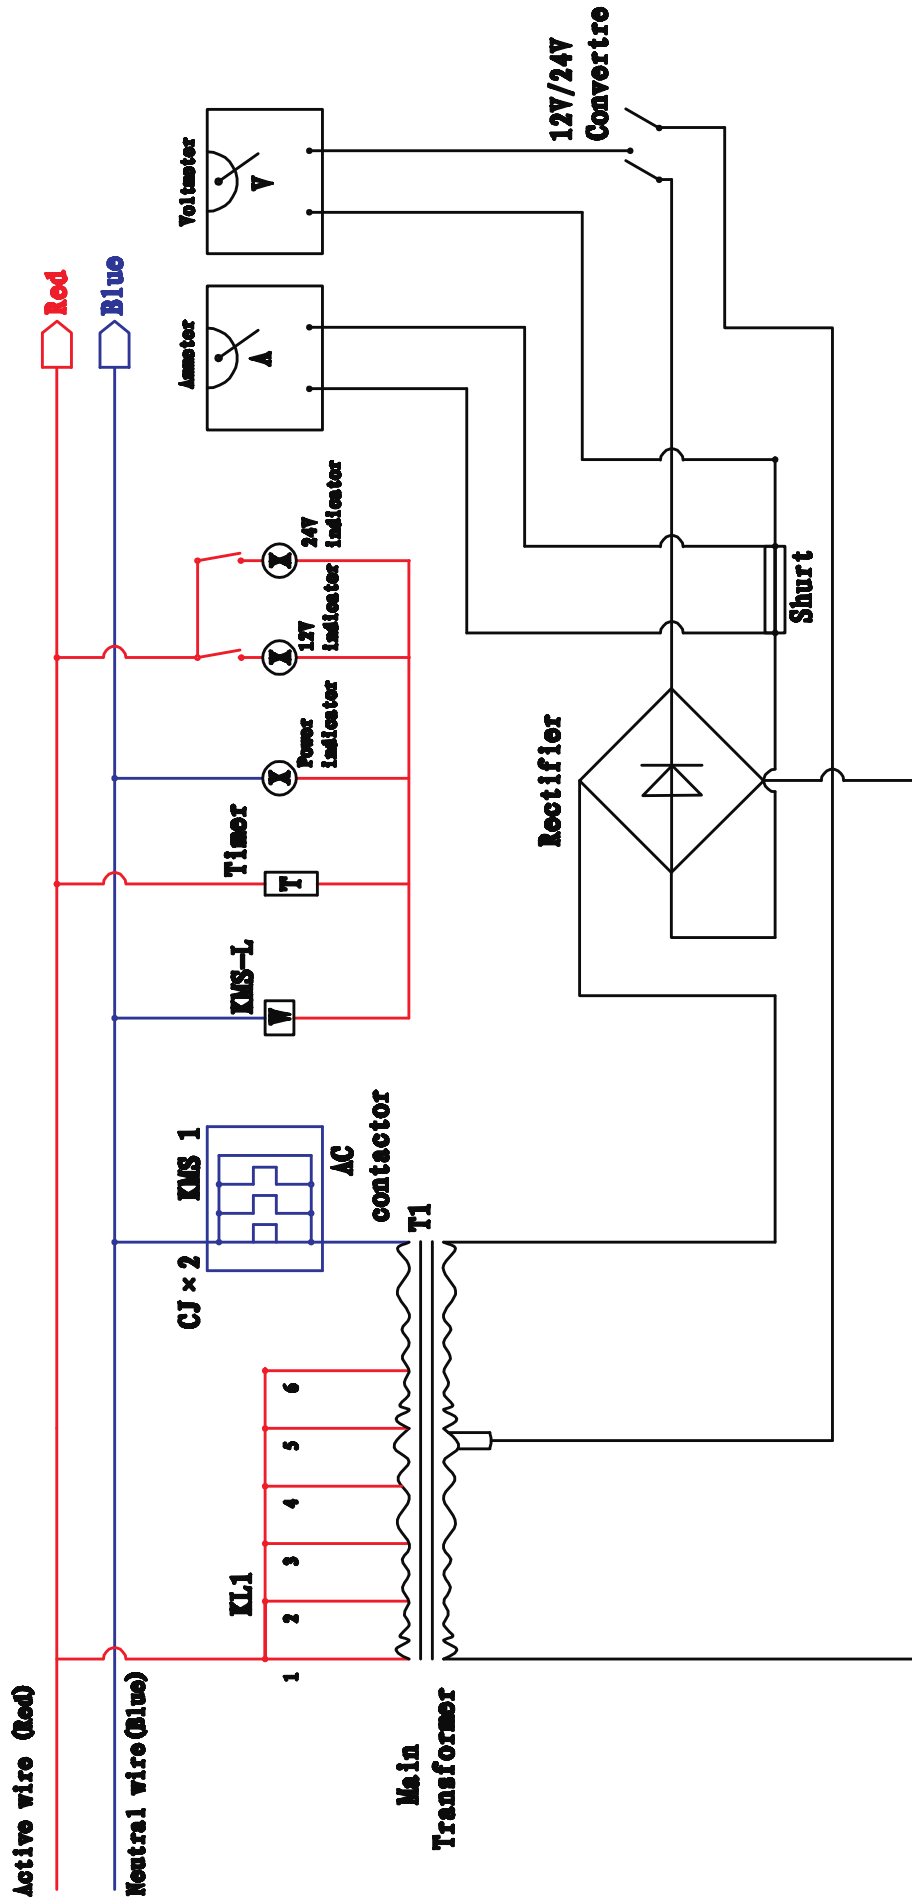 Active wire (Red)
Red
Neutral wire(Blue)
Blue
CJ×2
KMS 1
AC
contactor
KMS-L
W
Timer
T
Power
indicator
X
12V
indicator
X
24V
indicator
X
Ammeter
A
Voltmeter
V
KL1
1
2
3
4
5
6
Main
Transformer
T1
Rectifier
Shurt
12V/24V
Convertro